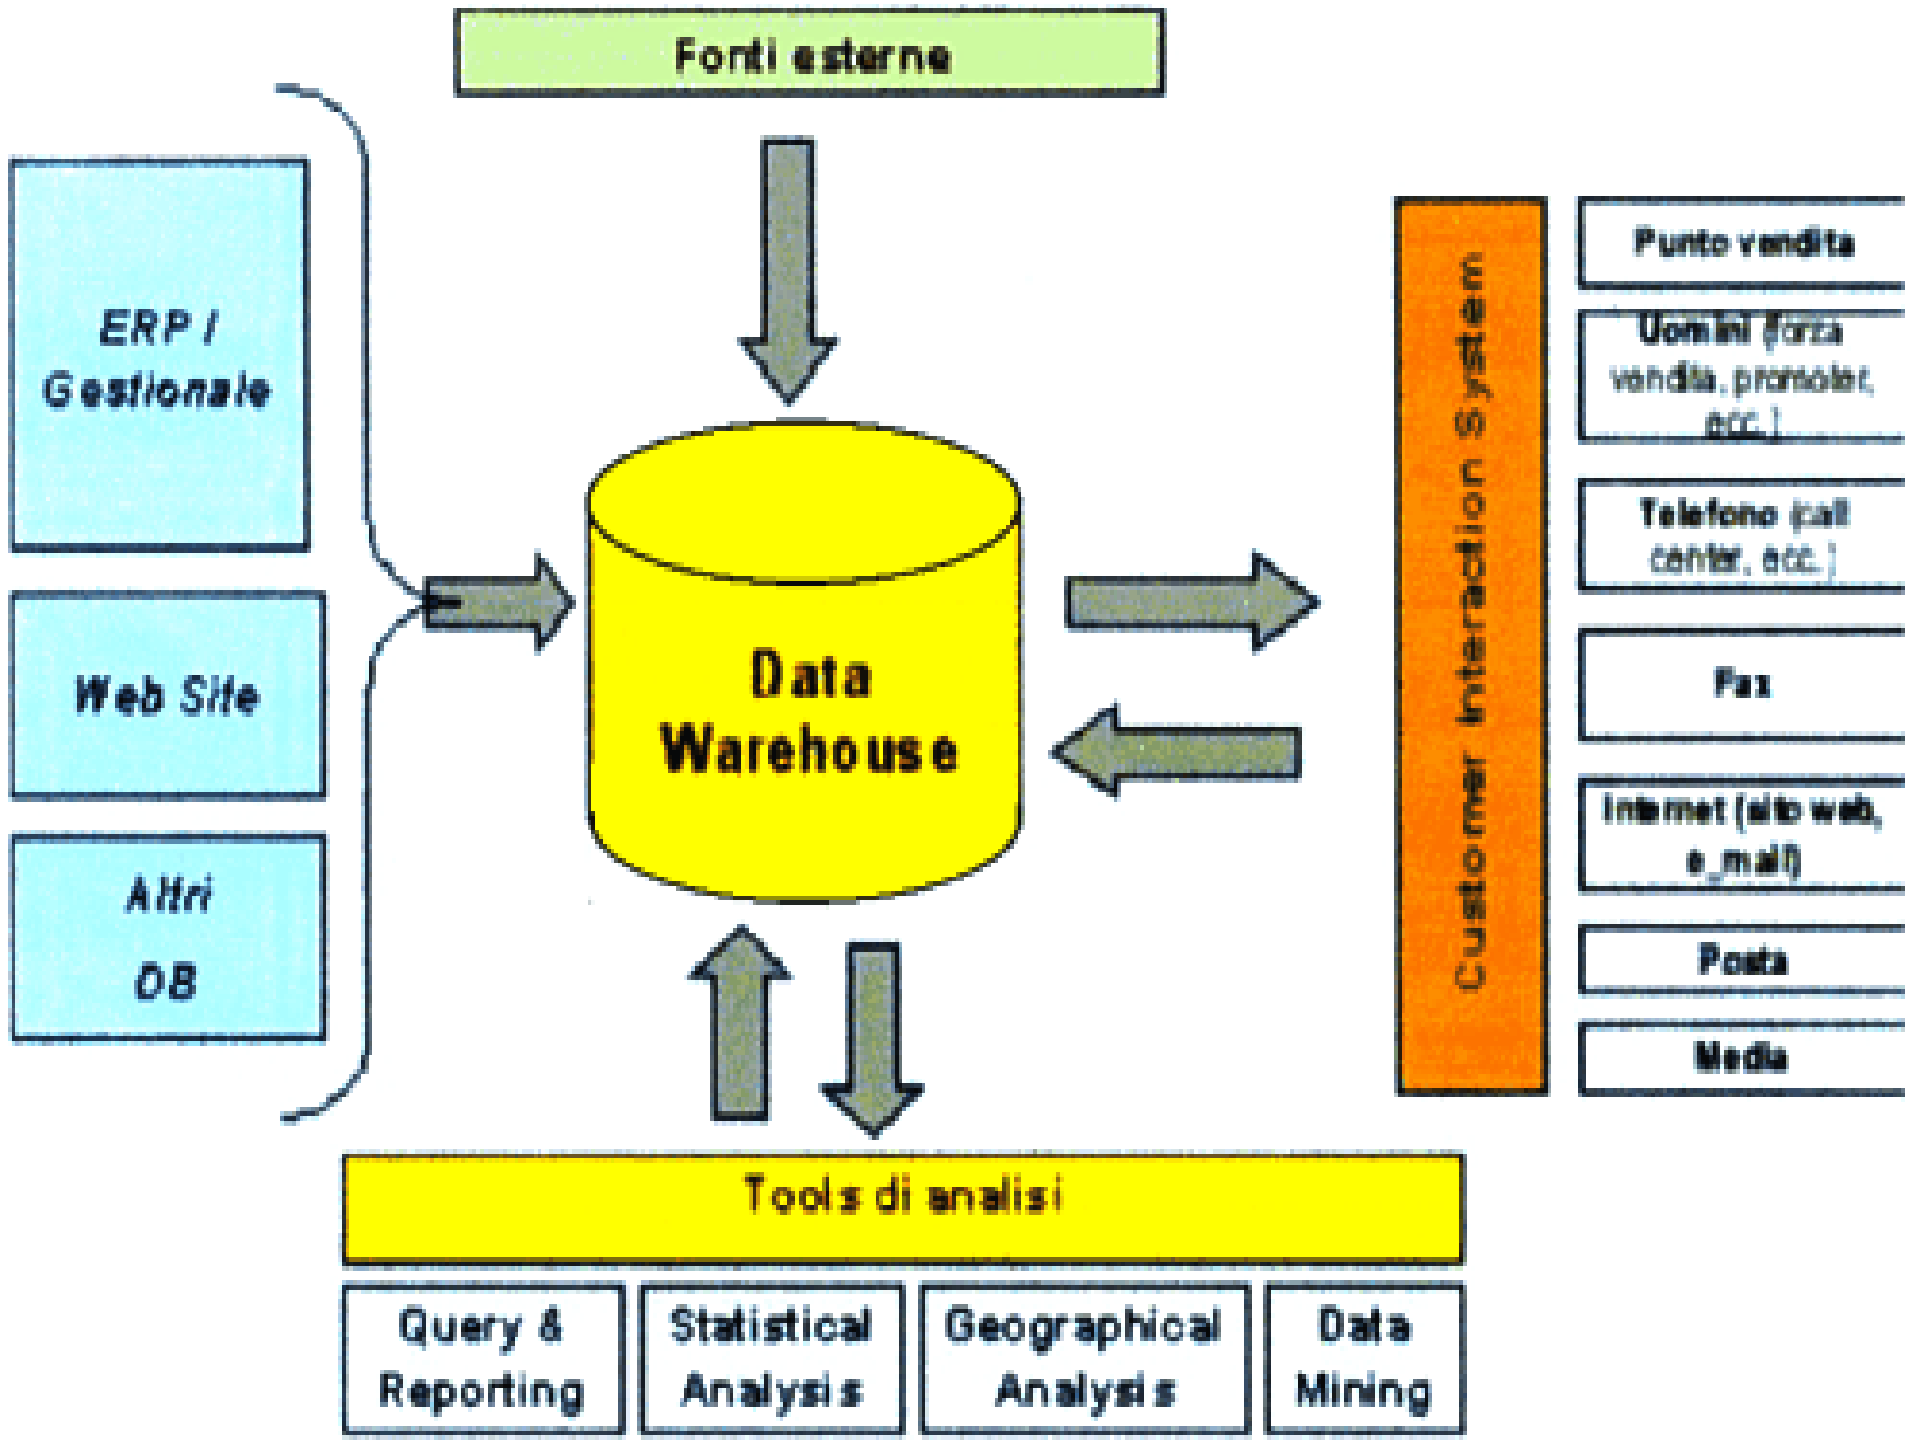 Fonti esterne
ERP /
Gestionale
Web Site
Altri
DB
Data
Warehouse
Customer Interaction System
Punto vendita
Uomini (forza
vendita, promoter,
ecc.)
Telefono (call
center, ecc.)
Fax
Internet (sito web,
e_mail)
Posta
Media
Tools di analisi
Query &
Reporting
Statistical
Analysis
Geographical
Analysis
Data
Mining